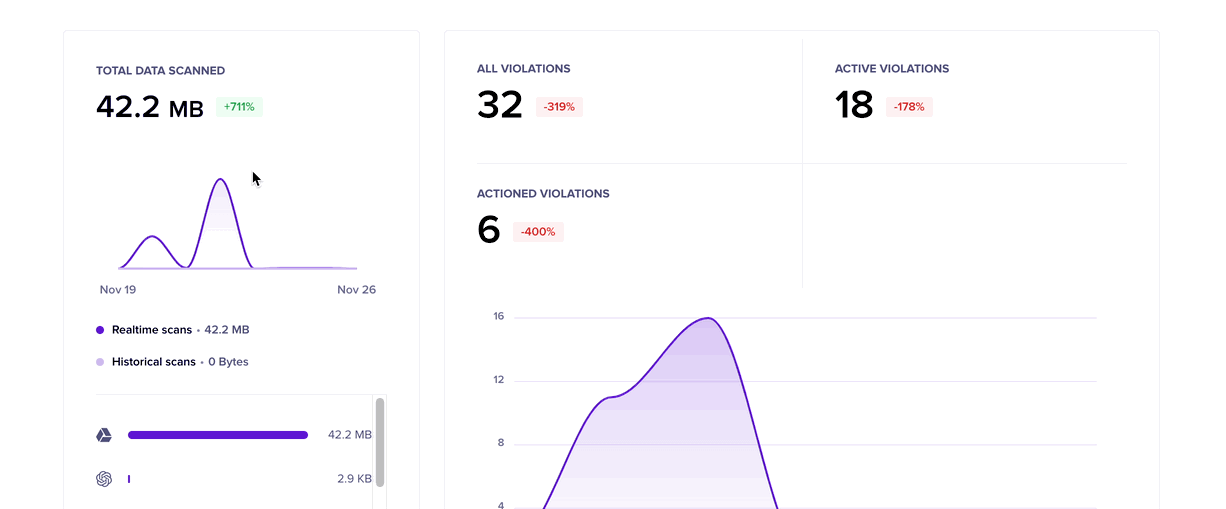 TOTAL DATA SCANNED
42.2 MB +711%
Nov 19 Nov 26
Realtime scans • 42.2 MB
Historical scans • 0 Bytes
42.2 MB
2.9 KB
ALL VIOLATIONS
32 -319%
ACTIVE VIOLATIONS
18 -178%
ACTIONED VIOLATIONS
6 -400%
16
12
8
4